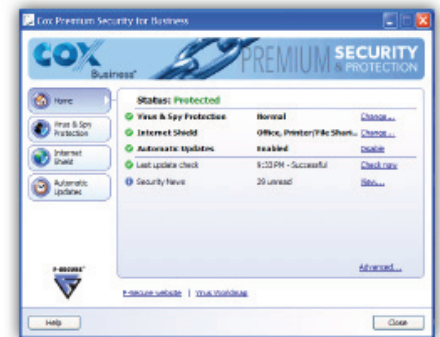 Cox Premium Security for Business
COX
Business®
PREMIUM SECURITY
& PROTECTION
Home
Virus & Spy
Protection
Internet
Shield
Automatic
Updates
F-SECURE
Status: Protected
Virus & Spy Protection Normal Change...
Internet Shield Office, Printer/File Shari... Change...
Automatic Updates Enabled Disable
Last update check 9:33 PM - Successful Check now
Security News 29 unread View...
Advanced...
F-Secure website | Virus Worldmap
Help Close